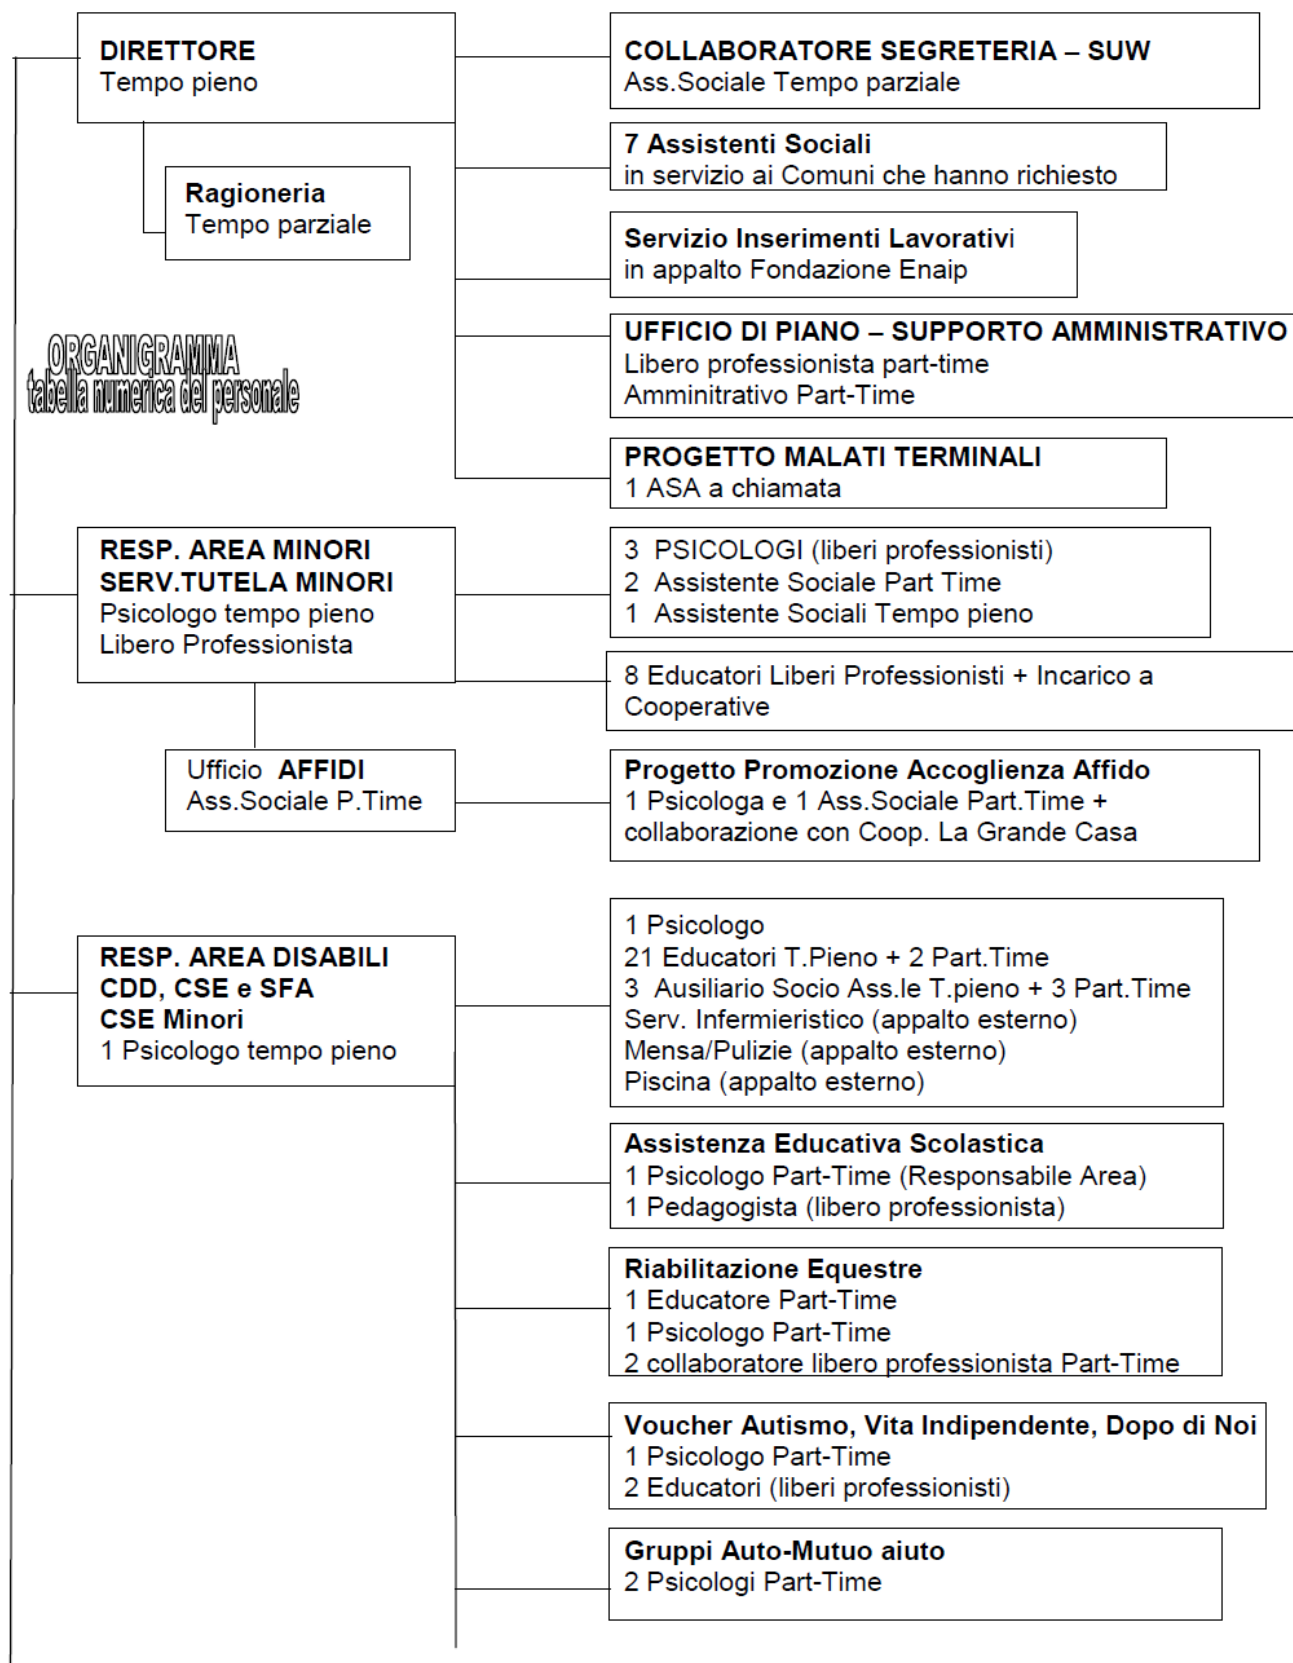 DIRETTORE
Tempo pieno
COLLABORATORE SEGRETERIA – SUW
Ass.Sociale Tempo parziale
7 Assistenti Sociali
in servizio ai Comuni che hanno richiesto
Ragioneria
Tempo parziale
Servizio Inserimenti Lavorativi
in appalto Fondazione Enaip
ORGANIGRAMMA
tabella numerica del personale
UFFICIO DI PIANO – SUPPORTO AMMINISTRATIVO
Libero professionista part-time
Amminitrativo Part-Time
PROGETTO MALATI TERMINALI
1 ASA a chiamata
RESP. AREA MINORI
SERV.TUTELA MINORI
Psicologo tempo pieno
Libero Professionista
3 PSICOLOGI (liberi professionisti)
2 Assistente Sociale Part Time
1 Assistente Sociali Tempo pieno
8 Educatori Liberi Professionisti + Incarico a
Cooperative
Ufficio AFFIDI
Ass.Sociale P.Time
Progetto Promozione Accoglienza Affido
1 Psicologa e 1 Ass.Sociale Part.Time +
collaborazione con Coop. La Grande Casa
RESP. AREA DISABILI
CDD, CSE e SFA
CSE Minori
1 Psicologo tempo pieno
1 Psicologo
21 Educatori T.Pieno + 2 Part.Time
3 Ausiliario Socio Ass.le T.pieno + 3 Part.Time
Serv. Infermieristico (appalto esterno)
Mensa/Pulizie (appalto esterno)
Piscina (appalto esterno)
Assistenza Educativa Scolastica
1 Psicologo Part-Time (Responsabile Area)
1 Pedagogista (libero professionista)
Riabilitazione Equestre
1 Educatore Part-Time
1 Psicologo Part-Time
2 collaboratore libero professionista Part-Time
Voucher Autismo, Vita Indipendente, Dopo di Noi
1 Psicologo Part-Time
2 Educatori (liberi professionisti)
Gruppi Auto-Mutuo aiuto
2 Psicologi Part-Time